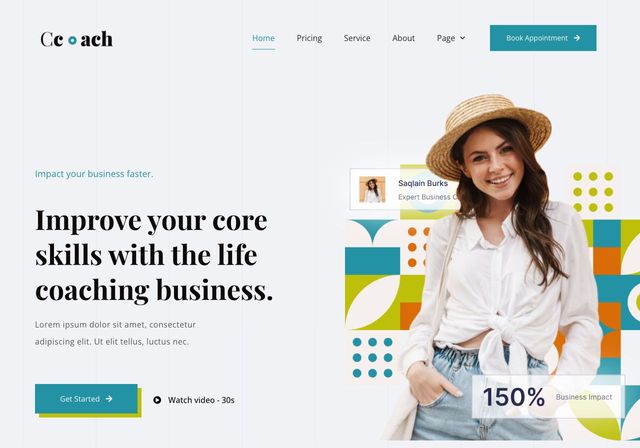 Cc ach
Home
Pricing
Service
About
Page
Book Appointment
Impact your business faster.
Saqlain Burks
Expert Business
Improve your core
skills with the life
coaching business.
Lorem ipsum dolor sit amet, consectetur
adipiscing elit. Ut elit tellus, luctus nec.
Get Started
Watch video - 30s
150%
Business Impact